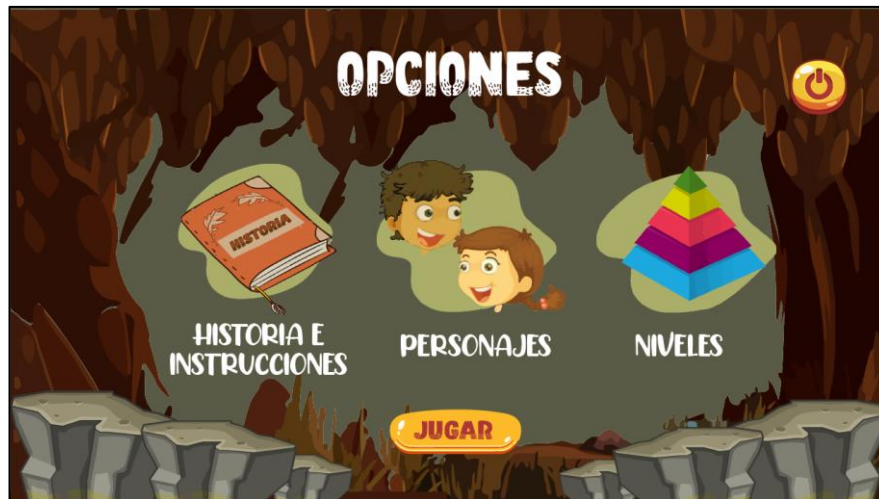 OPCIONES
HISTORIA
HISTORIA E
INSTRUCCIONES
PERSONAJES
NIVELES
JUGAR